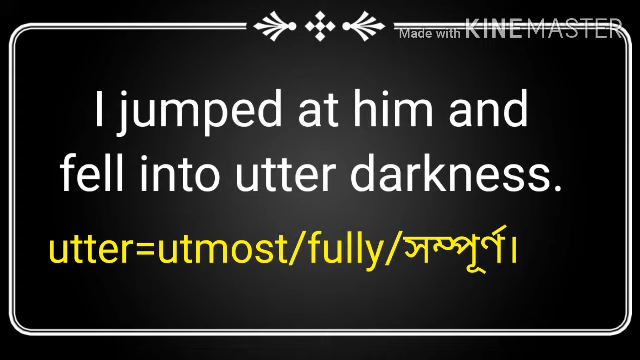 Made with KINEMASTER
I jumped at him and
fell into utter darkness.
utter=utmost/fully/সম্পূর্ণ।